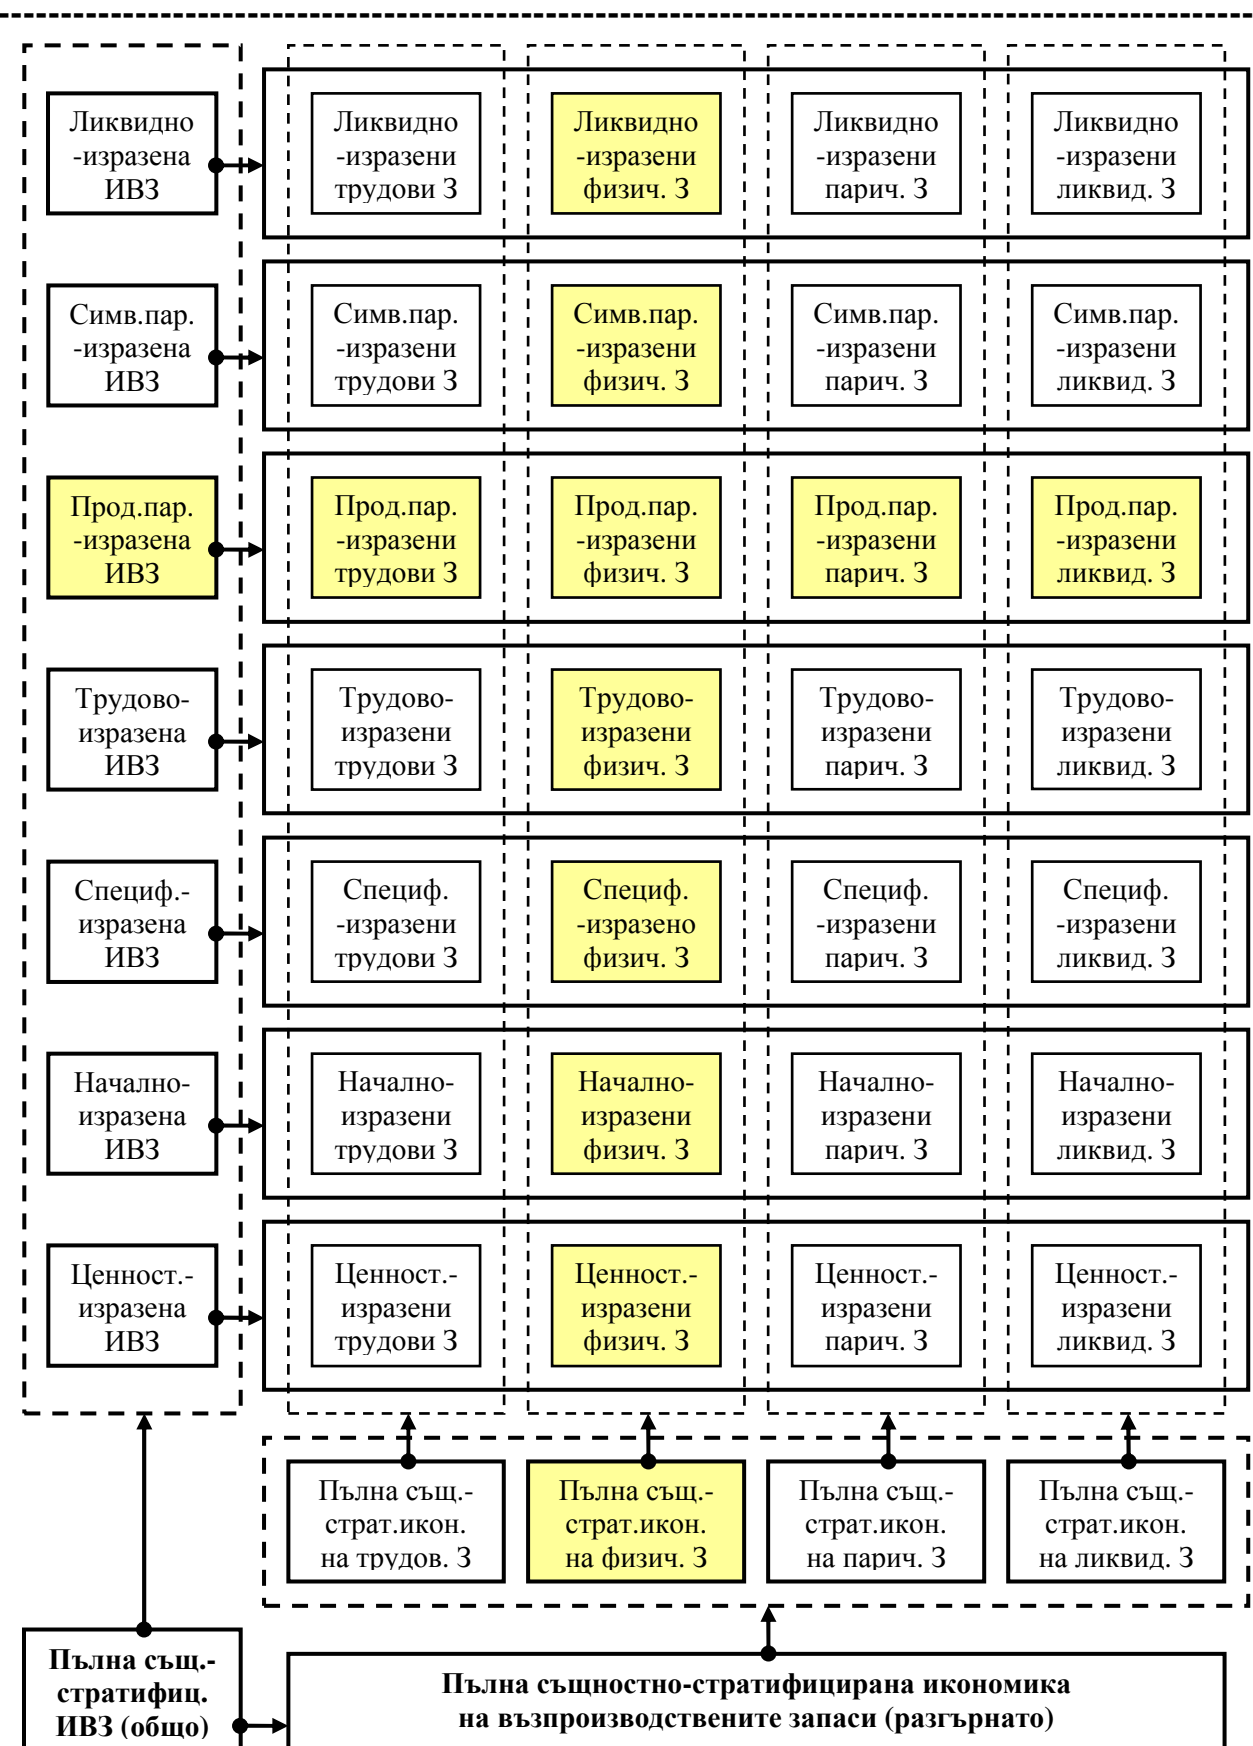 Ликвидно
-изразена
ИВЗ
Ликвидно
-изразени
трудови З
Ликвидно
-изразени
физич. З
Ликвидно
-изразени
парич. З
Ликвидно
-изразени
ликвид. З
Симв.пар.
-изразена
ИВЗ
Симв.пар.
-изразени
трудови З
Симв.пар.
-изразени
физич. З
Симв.пар.
-изразени
парич. З
Симв.пар.
-изразени
ликвид. З
Прод.пар.
-изразена
ИВЗ
Прод.пар.
-изразени
трудови З
Прод.пар.
-изразени
физич. З
Прод.пар.
-изразени
парич. З
Прод.пар.
-изразени
ликвид. З
Трудово-
изразена
ИВЗ
Трудово-
изразени
трудови З
Трудово-
изразени
физич. З
Трудово-
изразени
парич. З
Трудово-
изразени
ликвид. З
Специф.-
изразена
ИВЗ
Специф.
-изразени
трудови З
Специф.
-изразено
физич. З
Специф.
-изразени
парич. З
Специф.
-изразени
ликвид. З
Начално-
изразена
ИВЗ
Начално-
изразени
трудови З
Начално-
изразени
физич. З
Начално-
изразени
парич. З
Начално-
изразени
ликвид. З
Ценност.-
изразена
ИВЗ
Ценност.-
изразени
трудови З
Ценност.-
изразени
физич. З
Ценност.-
изразени
парич. З
Ценност.-
изразени
ликвид. З
Пълна същ.-
страт.икон.
на трудов. З
Пълна същ.-
страт.икон.
на физич. З
Пълна същ.-
страт.икон.
на парич. З
Пълна същ.-
страт.икон.
на ликвид. З
Пълна същ.-
стратифиц.
ИВЗ (общо)
Пълна същностно-стратифицирана икономика
на възпроизводствените запаси (разгърнато)